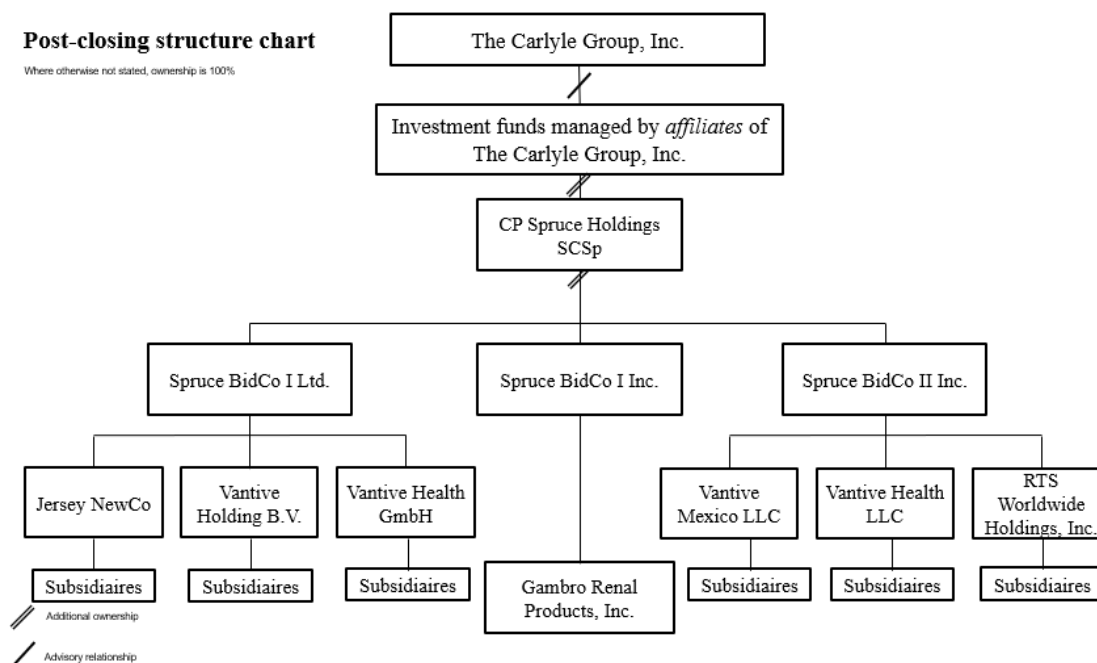 Post-closing structure chart
Where otherwise not stated, ownership is 100%
The Carlyle Group, Inc.
Investment funds managed by affiliates of
The Carlyle Group, Inc.
CP Spruce Holdings
SCSp
Spruce BidCo I Ltd.
Spruce BidCo I Inc.
Spruce BidCo II Inc.
Jersey NewCo
Vantive
Holding B.V.
Vantive Health
GmbH
Vantive
Mexico LLC
Vantive Health
LLC
RTS
Worldwide
Holdings, Inc.
Subsidiaires
Subsidiaires
Subsidiaires
Gambro Renal
Products, Inc.
Subsidiaires
Subsidiaires
Subsidiaires
Additional ownership
Advisory relationship